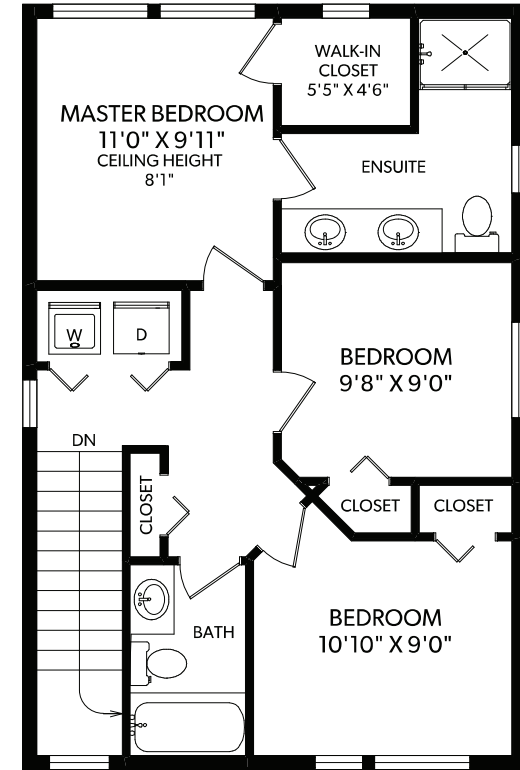 WALK-IN
CLOSET
5'5" X 4'6"
MASTER BEDROOM
11'0" X 9'11"
CEILING HEIGHT
8'1"
ENSUITE
W
D
BEDROOM
9'8" X 9'0"
DN
CLOSET
CLOSET
CLOSET
BATH
BEDROOM
10'10" X 9'0"